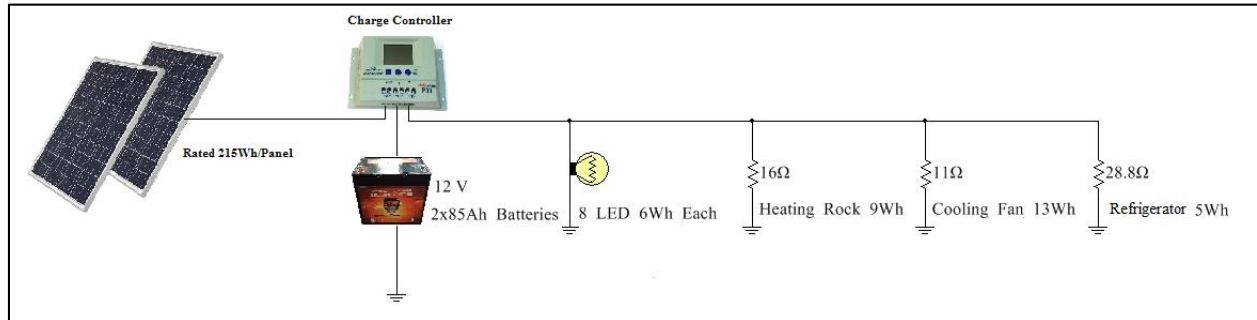 Charge Controller
Rated 215Wh/Panel
12 V
2x85Ah Batteries
8 LED 6Wh Each
16Ω
Heating Rock 9Wh
11Ω
Cooling Fan 13Wh
28.8Ω
Refrigerator 5Wh